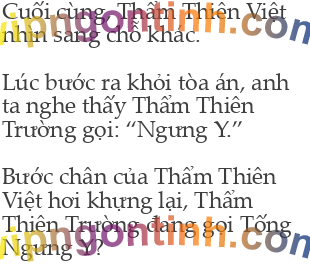 Cuối cùng, Thẩm Thiên Việt
nhìn sang chỗ khác.
Lúc bước ra khỏi tòa án, anh
ta nghe thấy Thẩm Thiên
Trường gọi: “Ngưng Y.”
Bước chân của Thẩm Thiên
Việt hơi khựng lại, Thẩm
Thiên Trường đang gọi Tống
Ngưng Y?
vipngontinh.com
vipngontinh.com